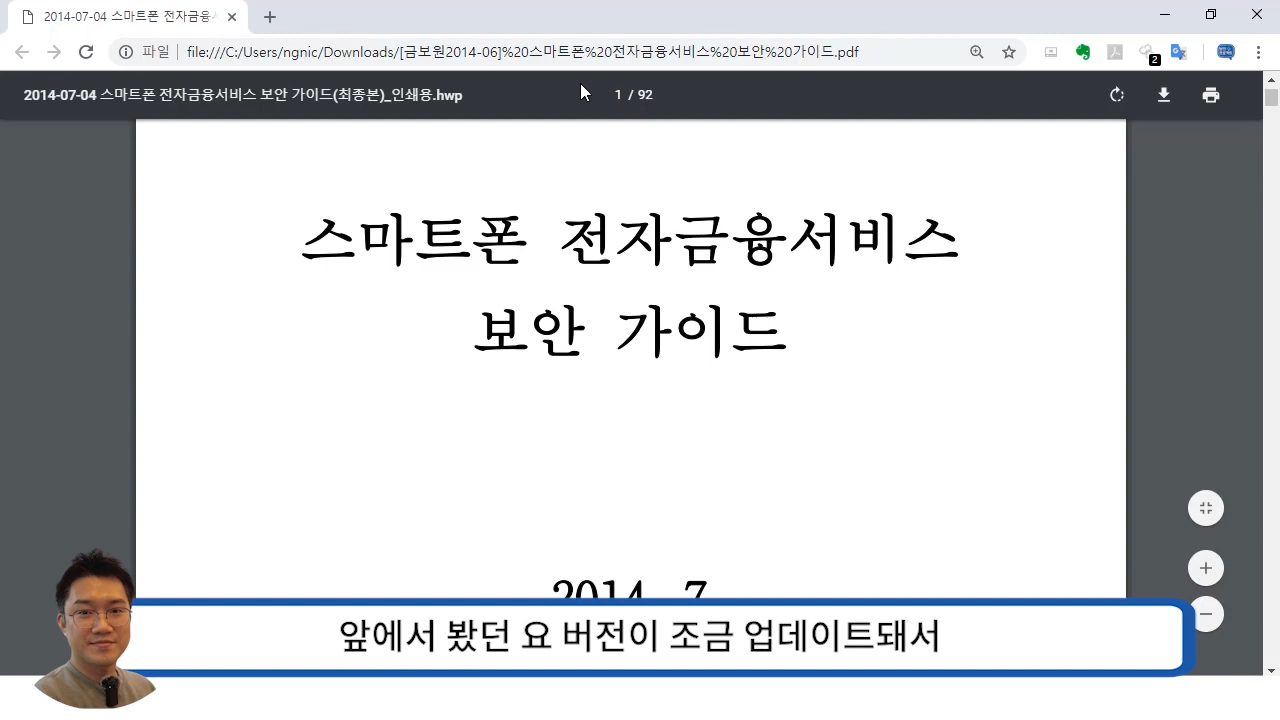 2014-07-04 스마트폰 전자금융서
파일 file:///C:/Users/ngnic/Downloads/[금보원2014-06]%20스마트폰%20전자금융서비스%20보안%20가이드.pdf
2
2014-07-04 스마트폰 전자금융서비스 보안 가이드(최종본)_인쇄용.hwp
1 / 92
스마트폰 전자금융서비스
보안 가이드
2014. 7
앞에서 봤던 요 버전이 조금 업데이트돼서